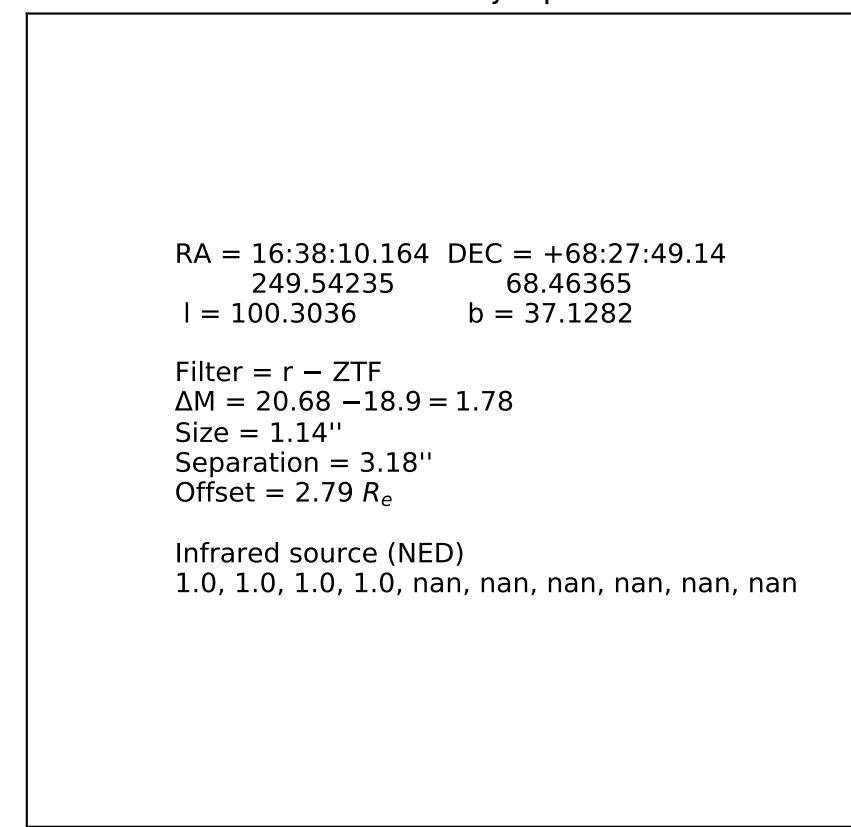 RA = 16:38:10.164 DEC = +68:27:49.14
249.54235 68.46365
l = 100.3036 b = 37.1282
Filter = r − ZTF
ΔM = 20.68 −18.9 = 1.78
Size = 1.14''
Separation = 3.18''
Offset = 2.79 Re
Infrared source (NED)
1.0, 1.0, 1.0, 1.0, nan, nan, nan, nan, nan, nan